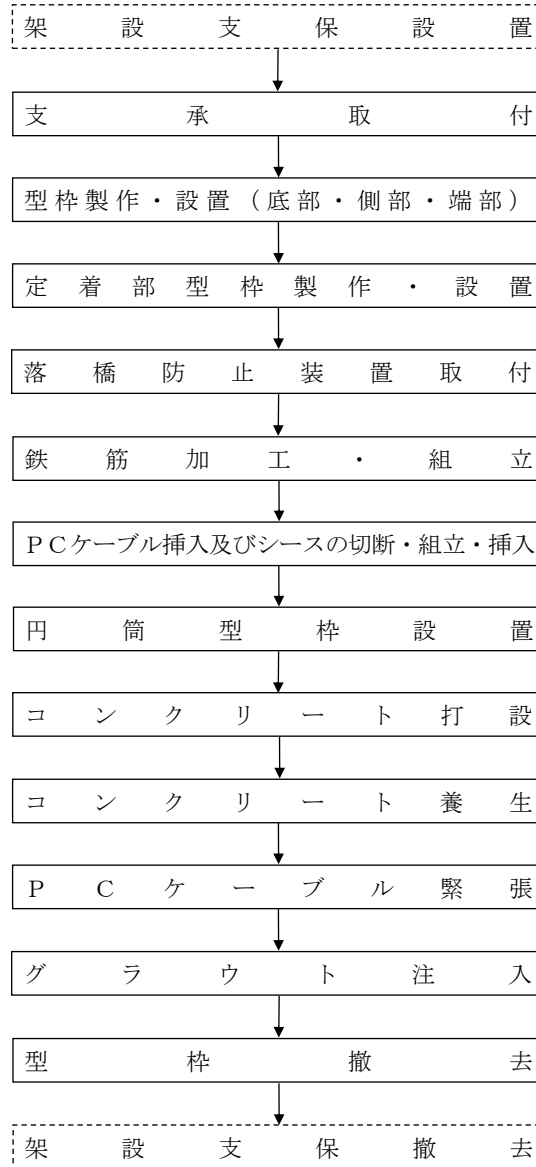 架設支保設置
支承取付
型枠製作・設置（底部・側部・端部）
定着部型枠製作・設置
落橋防止装置取付
鉄筋加工・組立
ＰＣケーブル挿入及びシースの切断・組立・挿入
円筒型枠設置
コンクリート打設
コンクリート養生
ＰＣケーブル緊張
グラウト注入
型枠撤去
架設支保撤去